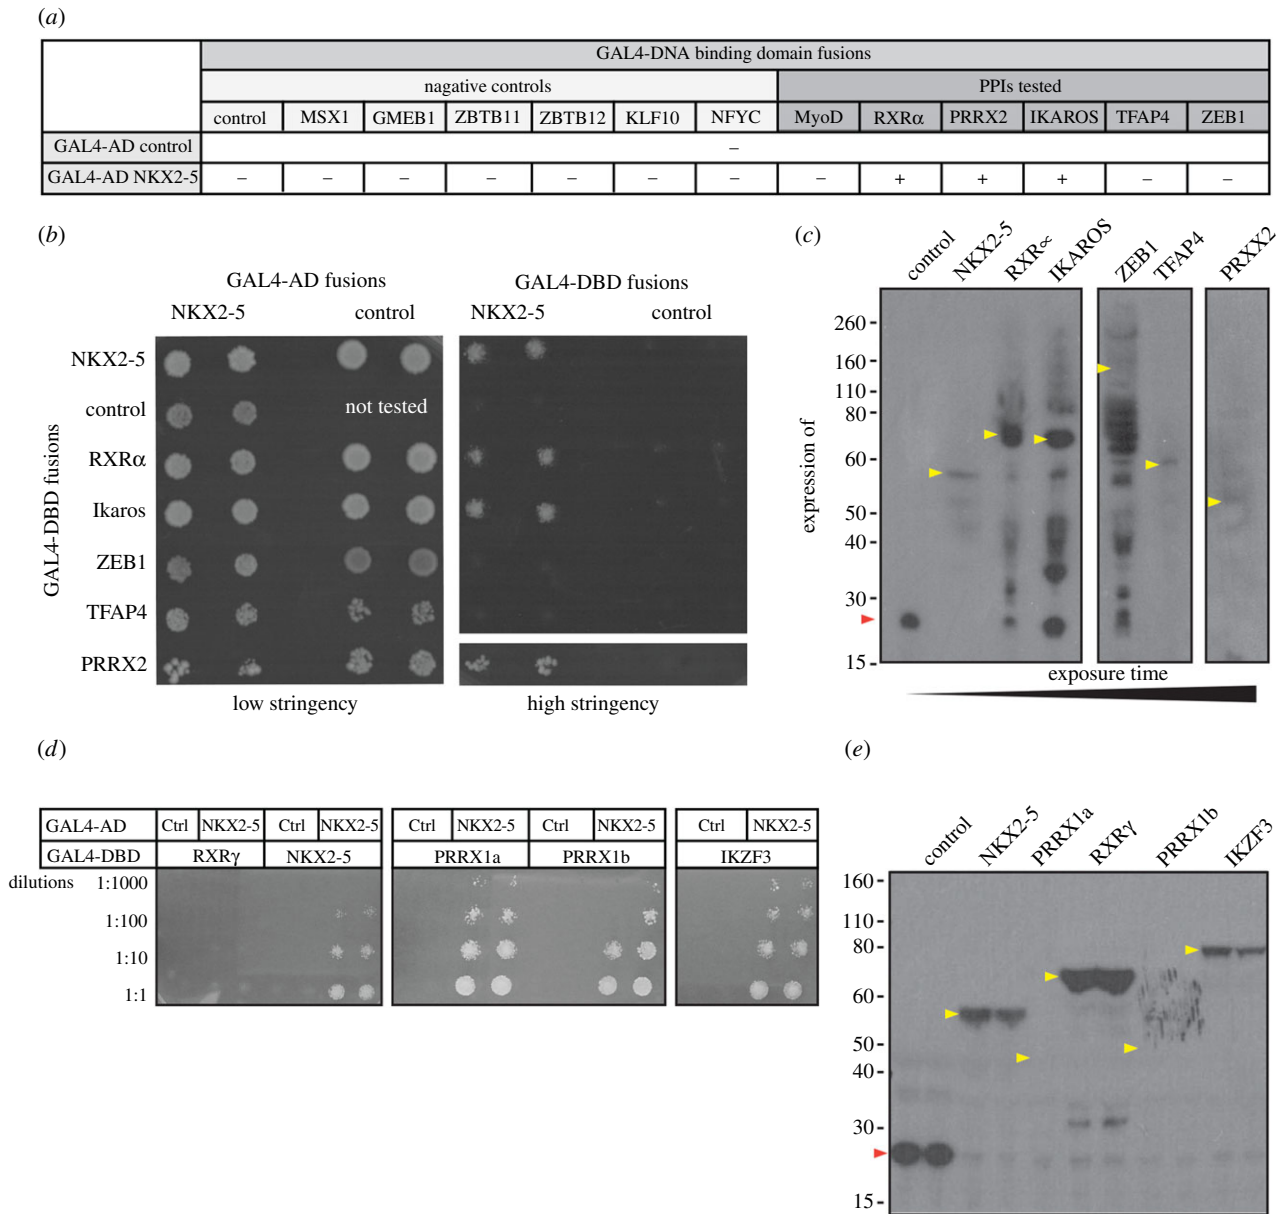 (a)
GAL4-DNA binding domain fusions
nagative controls PPIs tested
control MSX1 GMEB1 ZBTB11 ZBTB12 KLF10 NFYC MyoD RXRα PRRX2 IKAROS TFAP4 ZEB1
GAL4-AD control –
GAL4-AD NKX2-5 – – – – – – – – + + + – –
(b)
GAL4-AD fusions GAL4-DBD fusions
NKX2-5 control NKX2-5 control
GAL4-DBD fusions
NKX2-5
control not tested
RXRα
Ikaros
ZEB1
TFAP4
PRRX2
low stringency high stringency
(c)
control NKX2-5 RXR∝ IKAROS ZEB1 TFAP4 PRXX2
expression of
260
160
110
80
60
50
40
30
15
exposure time
(d)
GAL4-AD Ctrl NKX2-5 Ctrl NKX2-5 Ctrl NKX2-5 Ctrl NKX2-5 Ctrl NKX2-5
GAL4-DBD RXRγ NKX2-5 PRRX1a PRRX1b IKZF3
dilutions 1:1000
1:100
1:10
1:1
(e)
control NKX2-5 PRRX1a RXRγ PRRX1b IKZF3
160
110
80
60
50
40
30
15